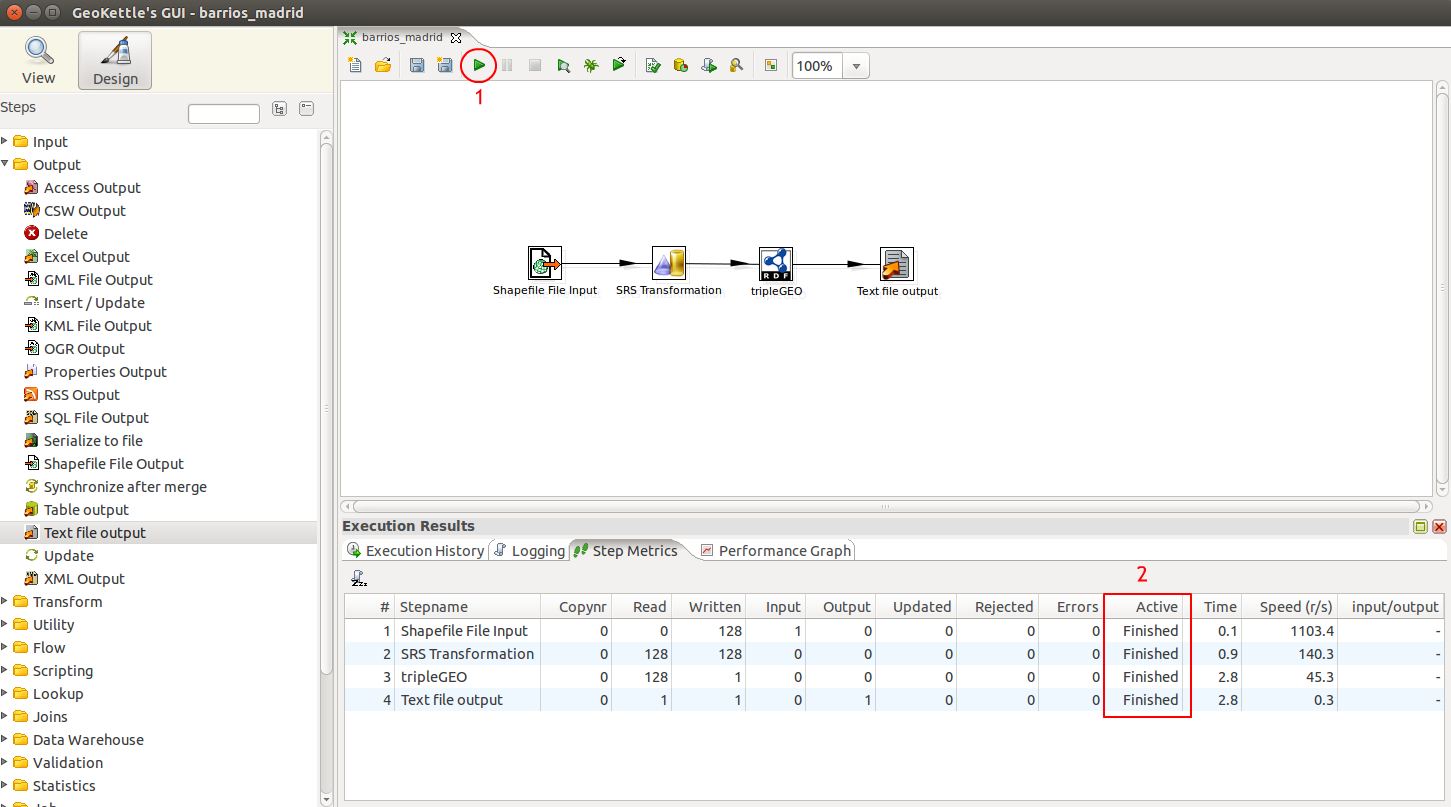 GeoKettle's GUI - barrios_madrid
View
Design
barrios_madrid
100%
1
Steps
Input
Output
Access Output
CSW Output
Delete
Excel Output
GML File Output
Insert / Update
KML File Output
OGR Output
Properties Output
RSS Output
SQL File Output
Serialize to file
Shapefile File Output
Synchronize after merge
Table output
Text file output
Update
XML Output
Transform
Utility
Flow
Scripting
Lookup
Joins
Data Warehouse
Validation
Statistics
RDF
Shapefile File Input SRS Transformation tripleGEO Text file output
Execution Results
Execution History Logging Step Metrics Performance Graph
2
# Stepname Copynr Read Written Input Output Updated Rejected Errors Active Time Speed (r/s) input/output
1 Shapefile File Input 0 0 128 1 0 0 0 0 Finished 0.1 1103.4 -
2 SRS Transformation 0 128 128 0 0 0 0 0 Finished 0.9 140.3 -
3 tripleGEO 0 128 1 0 0 0 0 0 Finished 2.8 45.3 -
4 Text file output 0 1 1 0 1 0 0 0 Finished 2.8 0.3 -